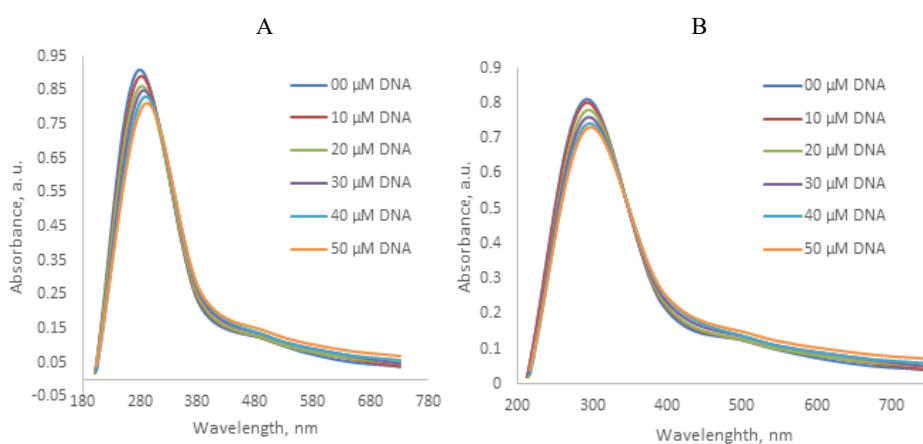 A
0.95
0.85
0.75
0.65
0.55
0.45
0.35
0.25
0.15
0.05
-0.05
Absorbance, a. u.
180 280 380 480 580 680 780
Wavelength, nm
00 µM DNA
10 µM DNA
20 µM DNA
30 µM DNA
40 µM DNA
50 µM DNA
B
0.9
0.8
0.7
0.6
0.5
0.4
0.3
0.2
0.1
0
Absorbance, a.u.
200 300 400 500 600 700
Wavelenghth, nm
00 µM DNA
10 µM DNA
20 µM DNA
30 µM DNA
40 µM DNA
50 µM DNA